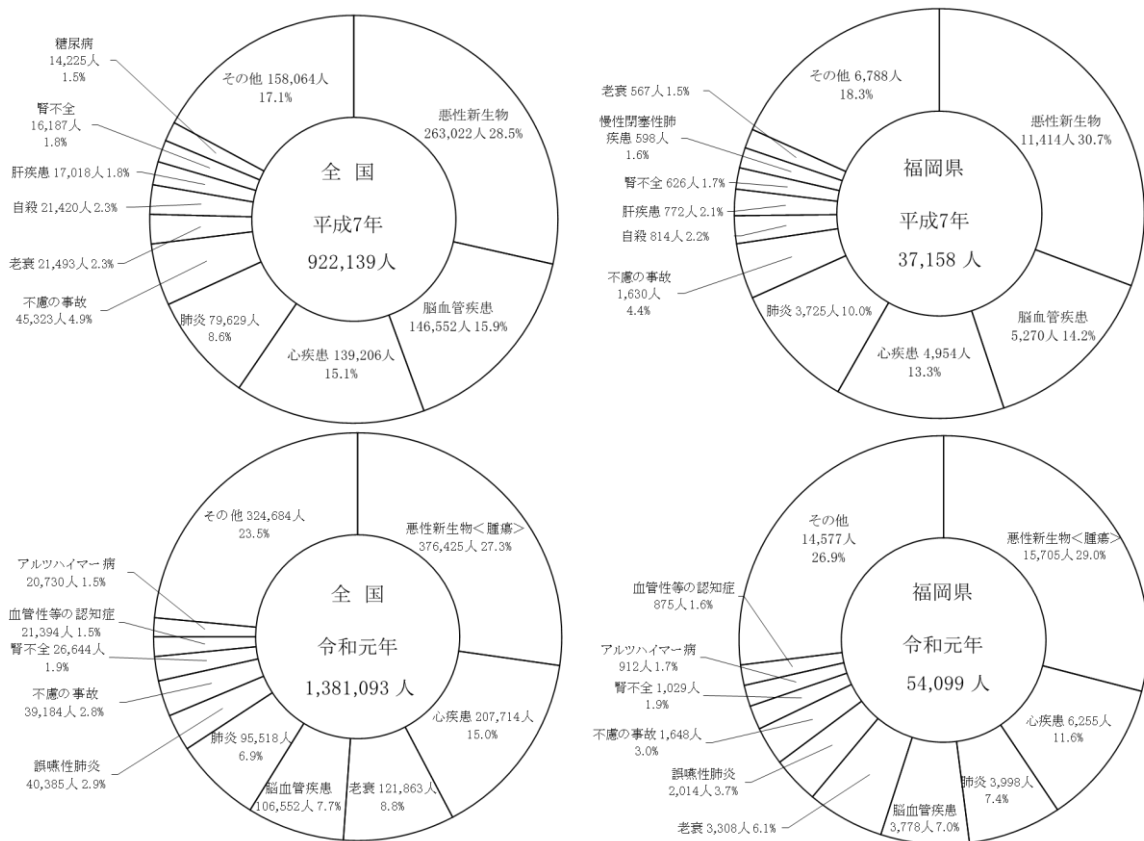 糖尿病
14,225人
1.5%
その他 158,064人
17.1%
悪性新生物
263,022人 28.5%
腎不全
16,187人
1.8%
肝疾患 17,018人 1.8%
自殺 21,420人 2.3%
老衰 21,493人 2.3%
不慮の事故
45,323人 4.9%
肺炎 79,629人
8.6%
心疾患 139,206人
15.1%
脳血管疾患
146,552人 15.9%
全 国
平成7年
922,139人
その他 6,788人
18.3%
悪性新生物
11,414人 30.7%
老衰 567人 1.5%
慢性閉塞性肺
疾患 598人
1.6%
腎不全 626人 1.7%
肝疾患 772人 2.1%
自殺 814人 2.2%
不慮の事故
1,630人
4.4%
肺炎 3,725人 10.0%
心疾患 4,954人
13.3%
脳血管疾患
5,270人 14.2%
福岡県
平成7年
37,158 人
その他 324,684人
23.5%
悪性新生物<腫瘍>
376,425人 27.3%
アルツハイマー病
20,730人 1.5%
血管性等の認知症
21,394人 1.5%
腎不全 26,644人
1.9%
不慮の事故
39,184人 2.8%
誤嚥性肺炎
40,385人 2.9%
肺炎 95,518人
6.9%
脳血管疾患
106,552人 7.7%
老衰 121,863人
8.8%
心疾患 207,714人
15.0%
全 国
令和元年
1,381,093 人
その他
14,577人
26.9%
悪性新生物<腫瘍>
15,705人 29.0%
血管性等の認知症
875人 1.6%
アルツハイマー病
912人 1.7%
腎不全 1,029人
1.9%
不慮の事故 1,648人
3.0%
誤嚥性肺炎
2,014人 3.7%
老衰 3,308人 6.1%
脳血管疾患
3,778人 7.0%
肺炎 3,998人
7.4%
心疾患 6,255人
11.6%
福岡県
令和元年
54,099 人